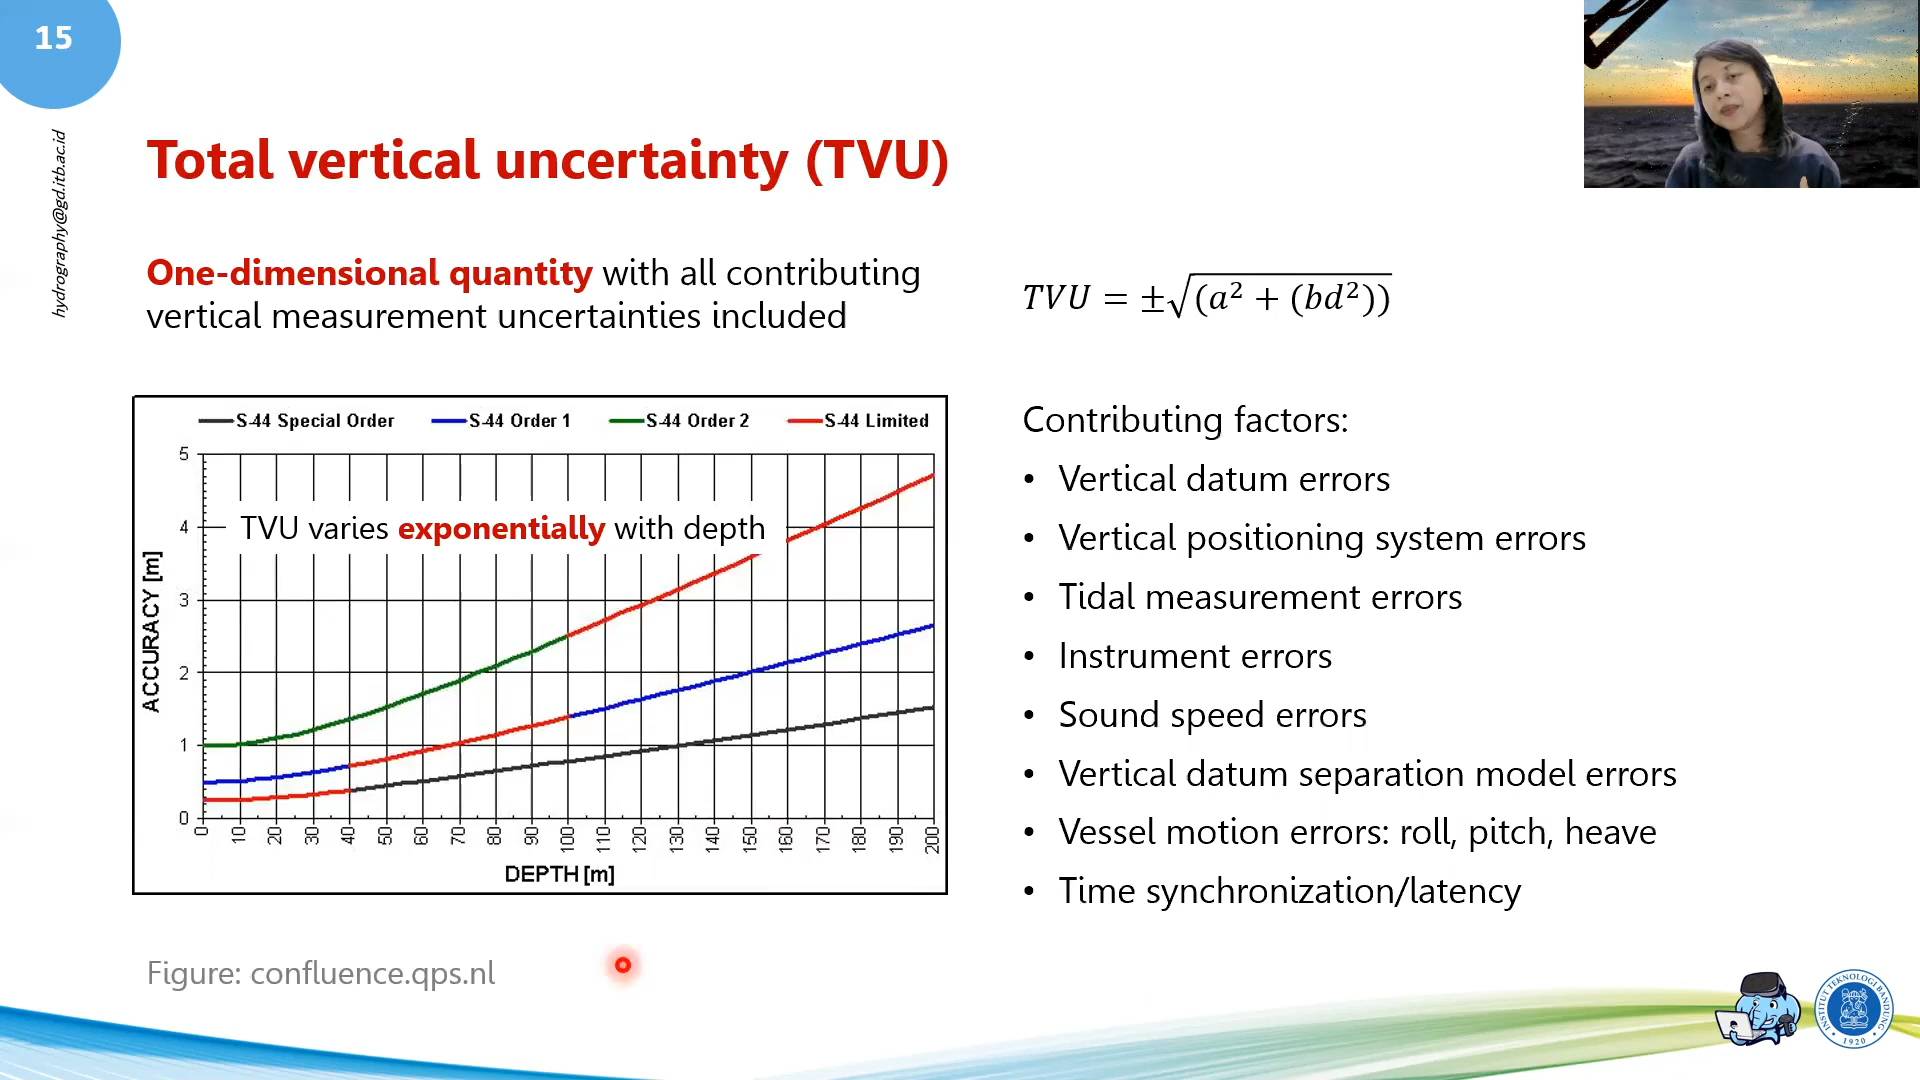 15
hydrography@gd.itb.ac.id
Total vertical uncertainty (TVU)
One-dimensional quantity with all contributing
vertical measurement uncertainties included
TVU = ±√(a² + (bd²))
S-44 Special Order S-44 Order 1 S-44 Order 2 S-44 Limited
TVU varies exponentially with depth
ACCURACY [m]
5
4
3
2
1
0
0 10 20 30 40 50 60 70 80 90 100 110 120 130 140 150 160 170 180 190 200
DEPTH [m]
Figure: confluence.qps.nl
Contributing factors:
• Vertical datum errors
• Vertical positioning system errors
• Tidal measurement errors
• Instrument errors
• Sound speed errors
• Vertical datum separation model errors
• Vessel motion errors: roll, pitch, heave
• Time synchronization/latency
INSTITUT TEKNOLOGI BANDUNG
1920